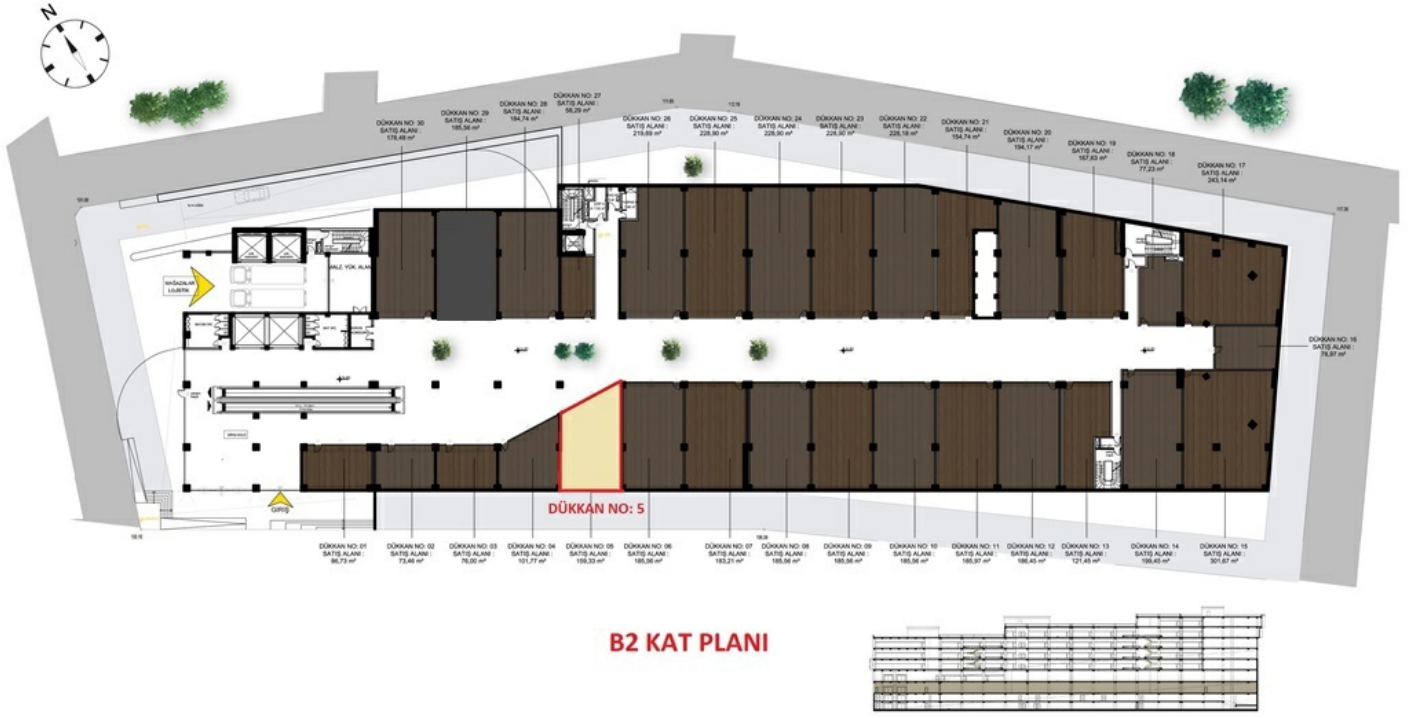 N
DÜKKAN NO: 30
SATIŞ ALANI :
178,48 m²
DÜKKAN NO: 29
SATIŞ ALANI :
185,56 m²
DÜKKAN NO: 28
SATIŞ ALANI :
184,74 m²
DÜKKAN NO: 27
SATIŞ ALANI :
58,29 m²
DÜKKAN NO: 26
SATIŞ ALANI :
219,69 m²
DÜKKAN NO: 25
SATIŞ ALANI :
228,90 m²
DÜKKAN NO: 24
SATIŞ ALANI :
228,90 m²
DÜKKAN NO: 23
SATIŞ ALANI :
228,90 m²
DÜKKAN NO: 22
SATIŞ ALANI :
228,18 m²
DÜKKAN NO: 21
SATIŞ ALANI :
154,74 m²
DÜKKAN NO: 20
SATIŞ ALANI :
194,17 m²
DÜKKAN NO: 19
SATIŞ ALANI :
167,63 m²
DÜKKAN NO: 18
SATIŞ ALANI :
77,23 m²
DÜKKAN NO: 17
SATIŞ ALANI :
243,14 m²
MALZ. YÜK. ALANI
MAĞAZALAR
LOJİSTİK
DÜKKAN NO: 16
SATIŞ ALANI :
78,97 m²
GİRİŞ
DÜKKAN NO: 5
DÜKKAN NO: 01
SATIŞ ALANI :
86,73 m²
DÜKKAN NO: 02
SATIŞ ALANI :
73,46 m²
DÜKKAN NO: 03
SATIŞ ALANI :
76,00 m²
DÜKKAN NO: 04
SATIŞ ALANI :
101,77 m²
DÜKKAN NO: 05
SATIŞ ALANI :
159,33 m²
DÜKKAN NO: 06
SATIŞ ALANI :
185,56 m²
DÜKKAN NO: 07
SATIŞ ALANI :
183,21 m²
DÜKKAN NO: 08
SATIŞ ALANI :
185,56 m²
DÜKKAN NO: 09
SATIŞ ALANI :
185,56 m²
DÜKKAN NO: 10
SATIŞ ALANI :
185,56 m²
DÜKKAN NO: 11
SATIŞ ALANI :
185,97 m²
DÜKKAN NO: 12
SATIŞ ALANI :
186,45 m²
DÜKKAN NO: 13
SATIŞ ALANI :
121,45 m²
DÜKKAN NO: 14
SATIŞ ALANI :
199,45 m²
DÜKKAN NO: 15
SATIŞ ALANI :
301,67 m²
B2 KAT PLANI